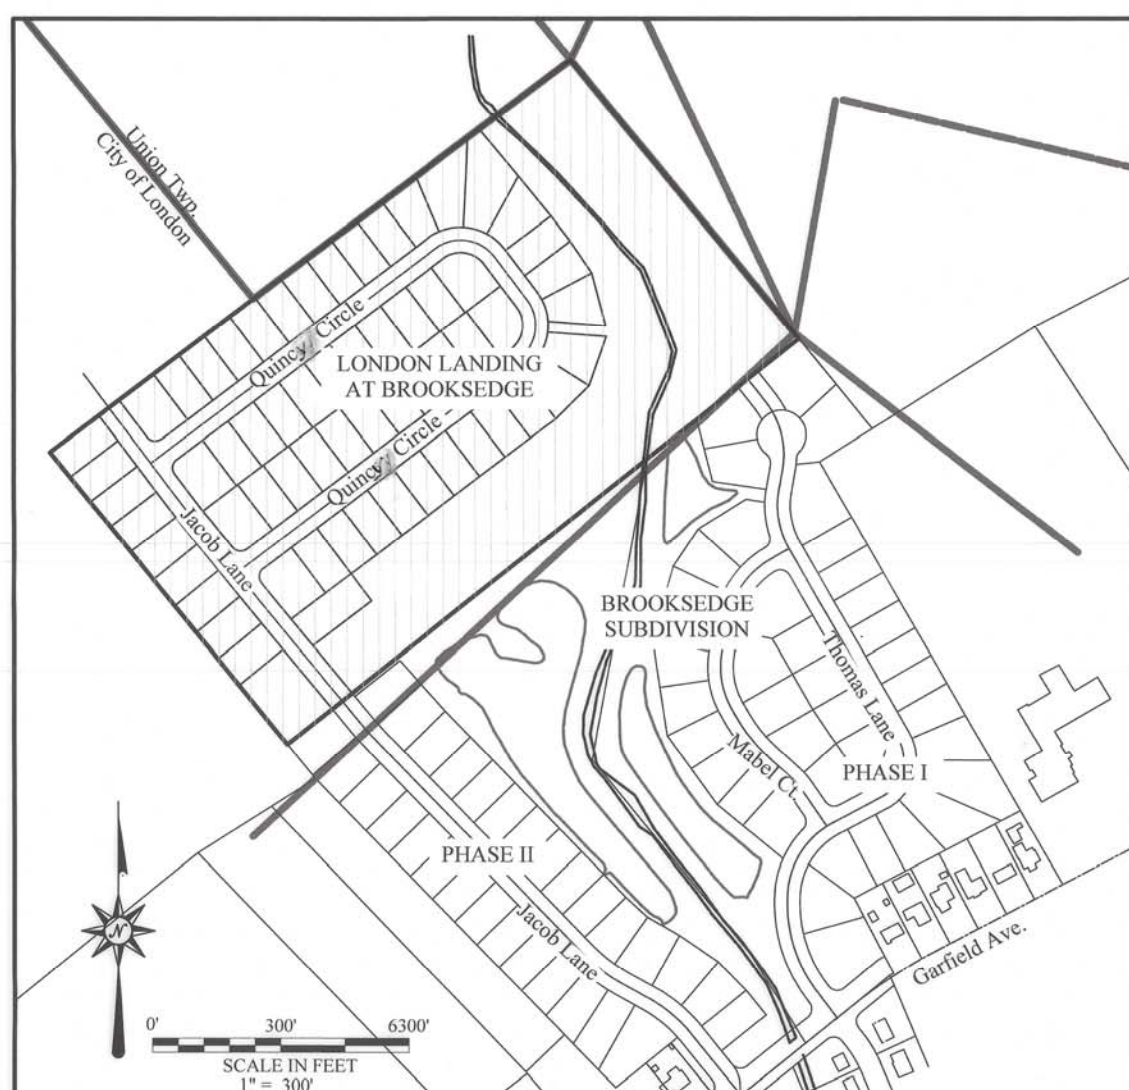 Union Twp.
City of London
Quincy Circle
LONDON LANDING
AT BROOKSEDGE
Quincy Circle
Jacob Lane
BROOKSEDGE
SUBDIVISION
Thomas Lane
Mabel Ct.
PHASE I
PHASE II
Jacob Lane
Garfield Ave.
N
0' 300' 6300'
SCALE IN FEET
1" = 300'